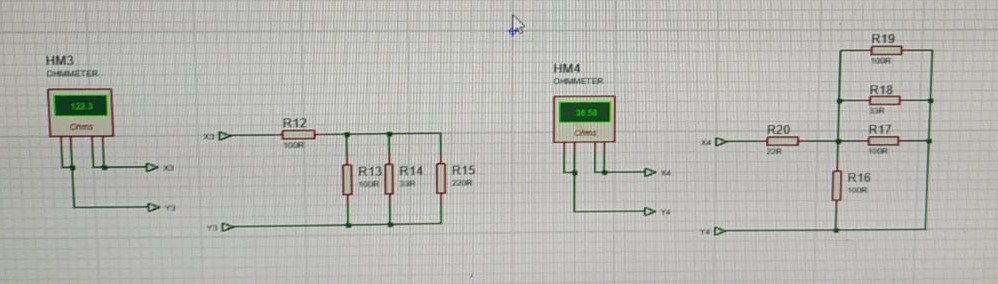 HM3
OHMMETER
122.3
Ohms
X3
Y3
X3
R12
100R
R13
100R
R14
33R
R15
220R
Y3
HM4
OHMMETER
38.58
Ohms
X4
Y4
X4
R20
22R
R19
100R
R18
33R
R17
100R
R16
100R
Y4